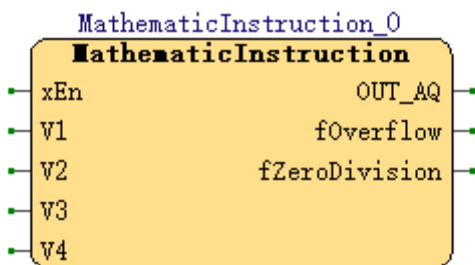 MathematicInstruction_0
MathematicInstruction
xEn OUT_AQ
V1 fOverflow
V2 fZeroDivision
V3
V4